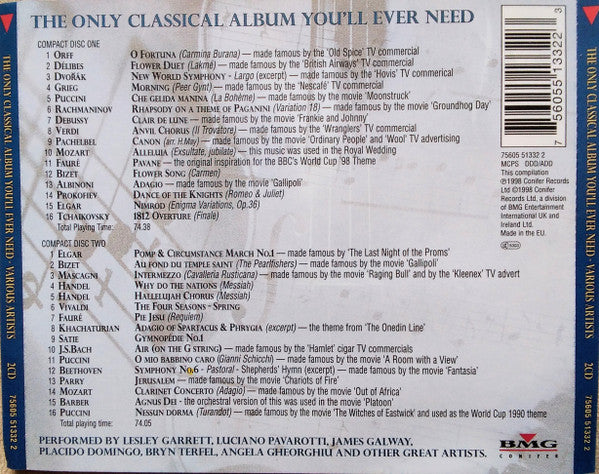 THE ONLY CLASSICAL ALBUM YOU'LL EVER NEED
COMPACT DISC ONE
1 ORFF O FORTUNA (Carmina Burana) — made famous by the 'Old Spice' TV commercial
2 DÉLIBES FLOWER DUET (Lakmé) — made famous by the 'British Airways' TV commercial
3 DVOŘÁK NEW WORLD SYMPHONY - Largo (excerpt) — made famous by the 'Hovis' TV commerical
4 GRIEG MORNING (Peer Gynt) — made famous by the 'Nescafé' TV commercial
5 PUCCINI CHE GELIDA MANINA (La Bohème) — made famous by the movie 'Moonstruck'
6 RACHMANINOV RHAPSODY ON A THEME OF PAGANINI (Variation 18) — made famous by the movie 'Groundhog Day'
7 DEBUSSY CLAIR DE LUNE — made famous by the movie 'Frankie and Johnny'
8 VERDI ANVIL CHORUS (Il Trovatore) — made famous by the 'Wranglers' TV commercial
9 PACHELBEL CANON (arr.H.May) — made famous by the movie 'Ordinary People' and 'Wool' TV advertising
10 MOZART ALLELUJA (Exsultate, jubilate) — this music was used in the Royal Wedding
11 FAURÉ PAVANE — the original inspiration for the BBC's World Cup '98 Theme
12 BIZET FLOWER SONG (Carmen)
13 ALBINONI ADAGIO — made famous by the movie 'Gallipoli'
14 PROKOFIEV DANCE OF THE KNIGHTS (Romeo & Juliet)
15 ELGAR NIMROD (Enigma Variations, Op.36)
16 TCHAIKOVSKY 1812 OVERTURE (Finale)
Total Playing Time: 74.38
COMPACT DISC TWO
1 ELGAR POMP & CIRCUMSTANCE MARCH NO.1 — made famous by 'The Last Night of the Proms'
2 BIZET AU FOND DU TEMPLE SAINT (The Pearlfishers) — made famous by the movie 'Gallipoli'
3 MASCAGNI INTERMEZZO (Cavalleria Rusticana) — made famous by the movie 'Raging Bull' and by the 'Kleenex' TV advert
4 HANDEL WHY DO THE NATIONS (Messiah)
5 HANDEL HALLELUJAH CHORUS (Messiah)
6 VIVALDI THE FOUR SEASONS - SPRING
7 FAURÉ PIE JESU (Requiem)
8 KHACHATURIAN ADAGIO OF SPARTACUS & PHRYGIA (excerpt) — the theme from 'The Onedin Line'
9 SATIE GYMNOPÉDIE NO.1
10 J.S.BACH AIR (ON THE G STRING) — made famous by the 'Hamlet' cigar TV commercials
11 PUCCINI O MIO BABBINO CARO (Gianni Schicchi) — made famous by the movie 'A Room with a View'
12 BEETHOVEN SYMPHONY NO.6 - Pastoral - Shepherds' Hymn (excerpt) — made famous by the movie 'Fantasia'
13 PARRY JERUSALEM — made famous by the movie 'Chariots of Fire'
14 MOZART CLARINET CONCERTO (Adagio) — made famous by the movie 'Out of Africa'
15 BARBER AGNUS DEI - the orchestral version of this was used in the movie 'Platoon'
16 PUCCINI NESSUN DORMA (Turandot) — made famous by the movie 'The Witches of Eastwick' and used as the World Cup 1990 theme
Total Playing Time: 74.05
PERFORMED BY LESLEY GARRETT, LUCIANO PAVAROTTI, JAMES GALWAY,
PLACIDO DOMINGO, BRYN TERFEL, ANGELA GHEORGHIU AND OTHER GREAT ARTISTS.
7 56055 13322 3
75605 51332 2
MCPS DDD/ADD
This compilation
℗1998 Conifer Records
Ltd ©1998 Conifer
Records Ltd, a division
of BMG Entertainment
International UK and
Ireland Ltd.
Made in the EU.
BMG
CONIFER
THE ONLY CLASSICAL ALBUM YOU'LL EVER NEED · VARIOUS ARTISTS 2CD 75605 51332 2
THE ONLY CLASSICAL ALBUM YOU'LL EVER NEED · VARIOUS ARTISTS 2CD 75605 51332 2